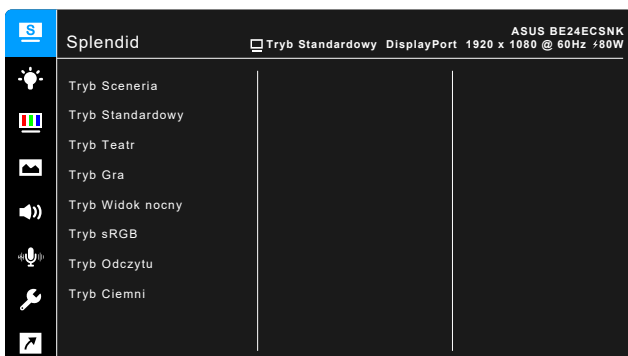 S
ASUS BE24ECSNK
Splendid
Tryb Standardowy DisplayPort 1920 x 1080 @ 60Hz ⚡80W
Tryb Sceneria
Tryb Standardowy
Tryb Teatr
Tryb Gra
Tryb Widok nocny
Tryb sRGB
Tryb Odczytu
Tryb Ciemni